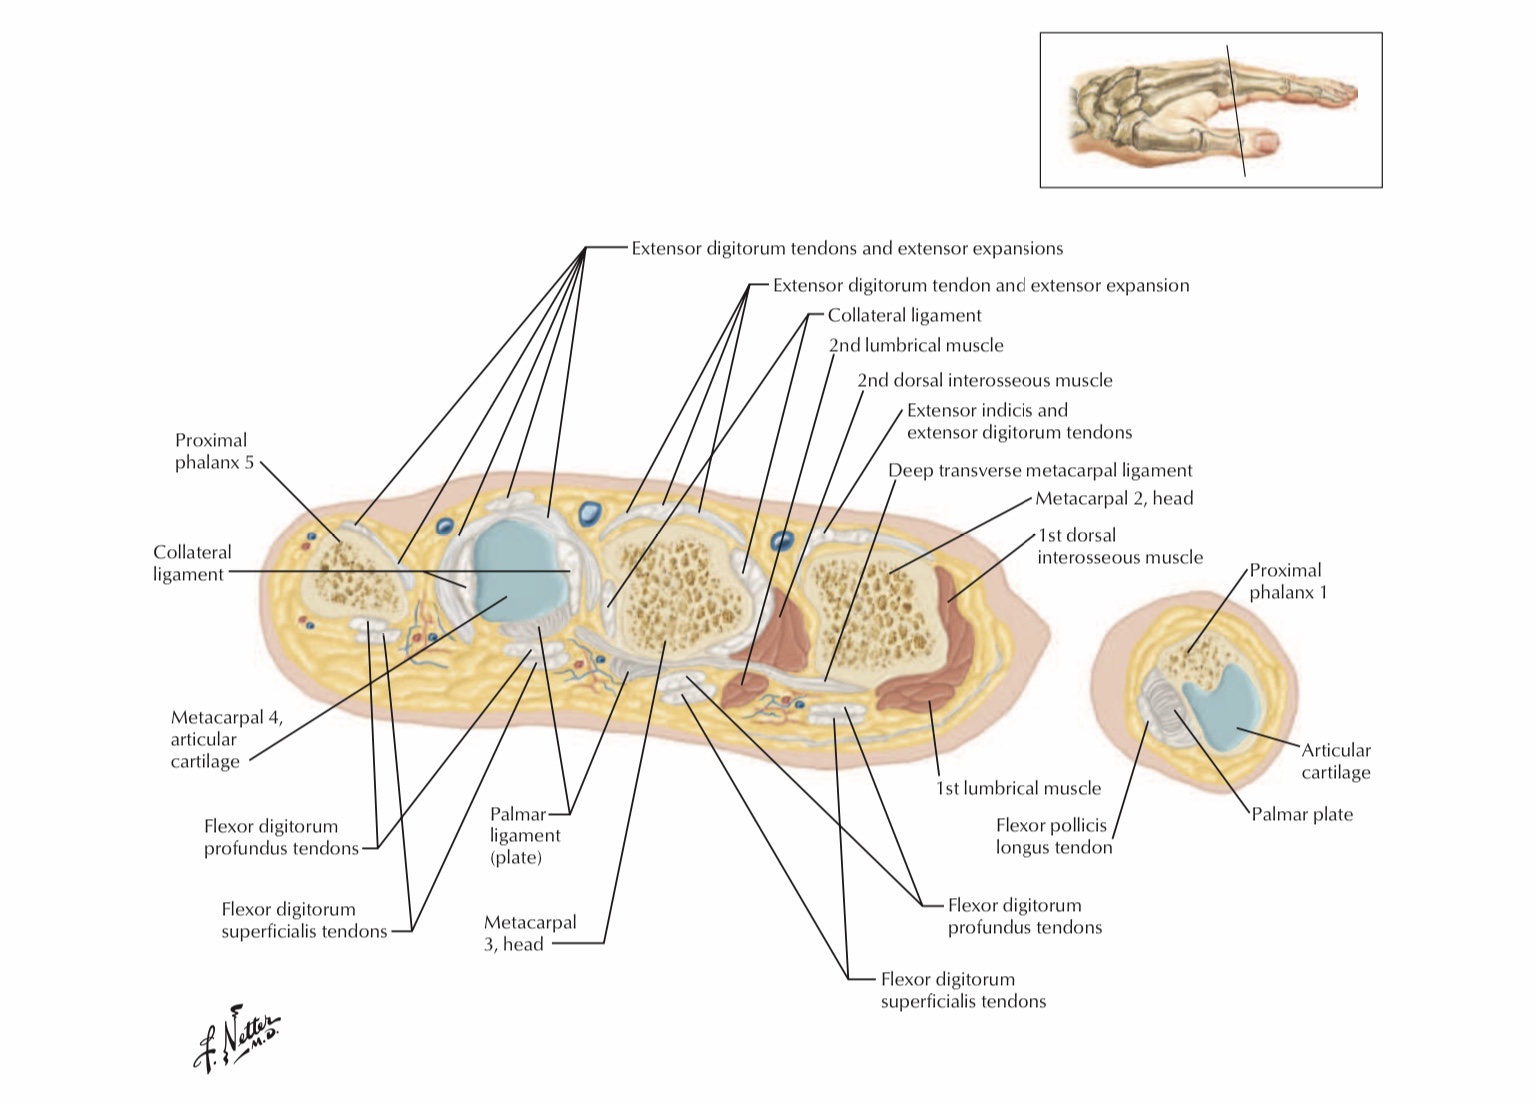 Extensor digitorum tendons and extensor expansions
Extensor digitorum tendon and extensor expansion
Collateral ligament
2nd lumbrical muscle
2nd dorsal interosseous muscle
Extensor indicis and
extensor digitorum tendons
Deep transverse metacarpal ligament
Metacarpal 2, head
1st dorsal
interosseous muscle
Proximal
phalanx 5
Collateral
ligament
Proximal
phalanx 1
Metacarpal 4,
articular
cartilage
Articular
cartilage
Palmar plate
1st lumbrical muscle
Flexor pollicis
longus tendon
Palmar
ligament
(plate)
Flexor digitorum
profundus tendons
Flexor digitorum
superficialis tendons
Metacarpal
3, head
Flexor digitorum
profundus tendons
Flexor digitorum
superficialis tendons
F. Netter
M.D.